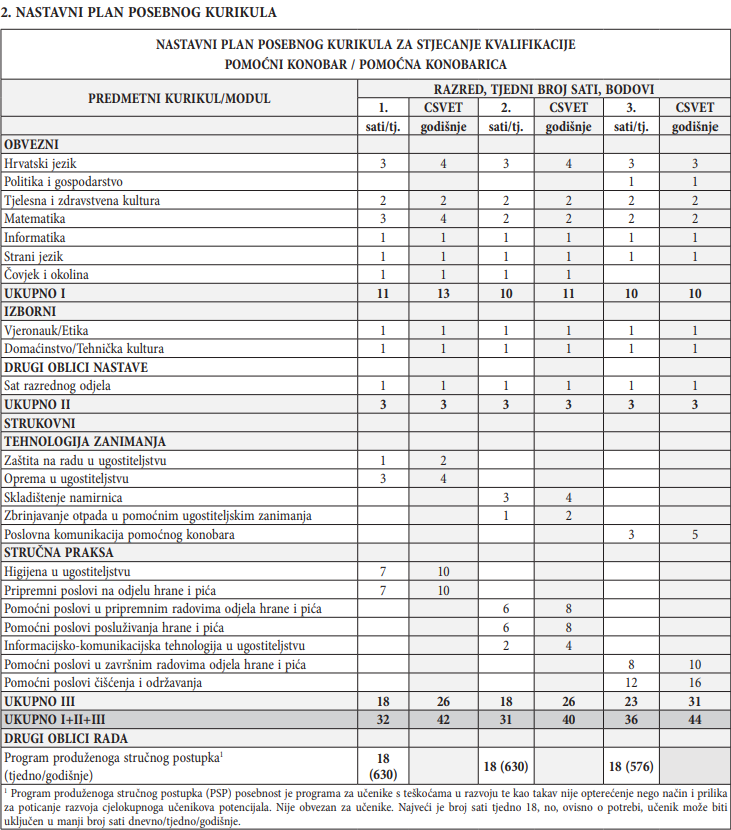 2. NASTAVNI PLAN POSEBNOG KURIKULA
NASTAVNI PLAN POSEBNOG KURIKULA ZA STJECANJE KVALIFIKACIJE
POMOĆNI KONOBAR / POMOĆNA KONOBARICA
PREDMETNI KURIKUL/MODUL RAZRED, TJEDNI BROJ SATI, BODOVI
1. CSVET 2. CSVET 3. CSVET
sati/tj. godišnje sati/tj. godišnje sati/tj. godišnje
OBVEZNI
Hrvatski jezik 3 4 3 4 3 3
Politika i gospodarstvo 1 1
Tjelesna i zdravstvena kultura 2 2 2 2 2 2
Matematika 3 4 2 2 2 2
Informatika 1 1 1 1 1 1
Strani jezik 1 1 1 1 1 1
Čovjek i okolina 1 1 1 1
UKUPNO I 11 13 10 11 10 10
IZBORNI
Vjeronauk/Etika 1 1 1 1 1 1
Domaćinstvo/Tehnička kultura 1 1 1 1 1 1
DRUGI OBLICI NASTAVE
Sat razrednog odjela 1 1 1 1 1 1
UKUPNO II 3 3 3 3 3 3
STRUKOVNI
TEHNOLOGIJA ZANIMANJA
Zaštita na radu u ugostiteljstvu 1 2
Oprema u ugostiteljstvu 3 4
Skladištenje namirnica 3 4
Zbrinjavanje otpada u pomoćnim ugostiteljskim zanimanja 1 2
Poslovna komunikacija pomoćnog konobara 3 5
STRUČNA PRAKSA
Higijena u ugostiteljstvu 7 10
Pripremni poslovi na odjelu hrane i pića 7 10
Pomoćni poslovi u pripremnim radovima odjela hrane i pića 6 8
Pomoćni poslovi posluživanja hrane i pića 6 8
Informacijsko-komunikacijska tehnologija u ugostiteljstvu 2 4
Pomoćni poslovi u završnim radovima odjela hrane i pića 8 10
Pomoćni poslovi čišćenja i održavanja 12 16
UKUPNO III 18 26 18 26 23 31
UKUPNO I+II+III 32 42 31 40 36 44
DRUGI OBLICI RADA
Program produženoga stručnog postupka¹ 18
(tjedno/godišnje) (630) 18 (630) 18 (576)
¹ Program produženoga stručnog postupka (PSP) posebnost je programa za učenike s teškoćama u razvoju te kao takav nije opterećenje nego način i prilika
za poticanje razvoja cjelokupnoga učenikova potencijala. Nije obvezan za učenike. Najveći je broj sati tjedno 18, no, ovisno o potrebi, učenik može biti
uključen u manji broj sati dnevno/tjedno/godišnje.